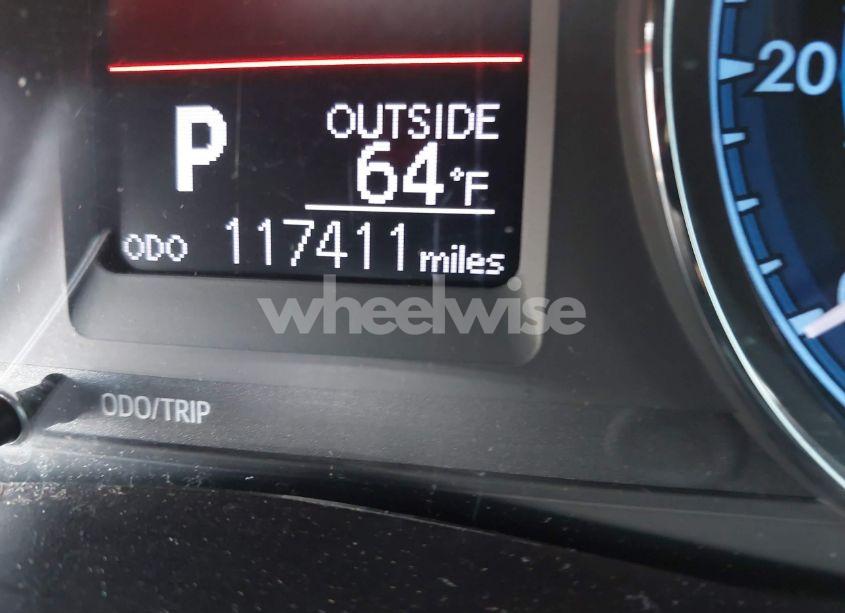 P
OUTSIDE
64°F
ODO 117411 miles
20
wheelwise
ODO/TRIP